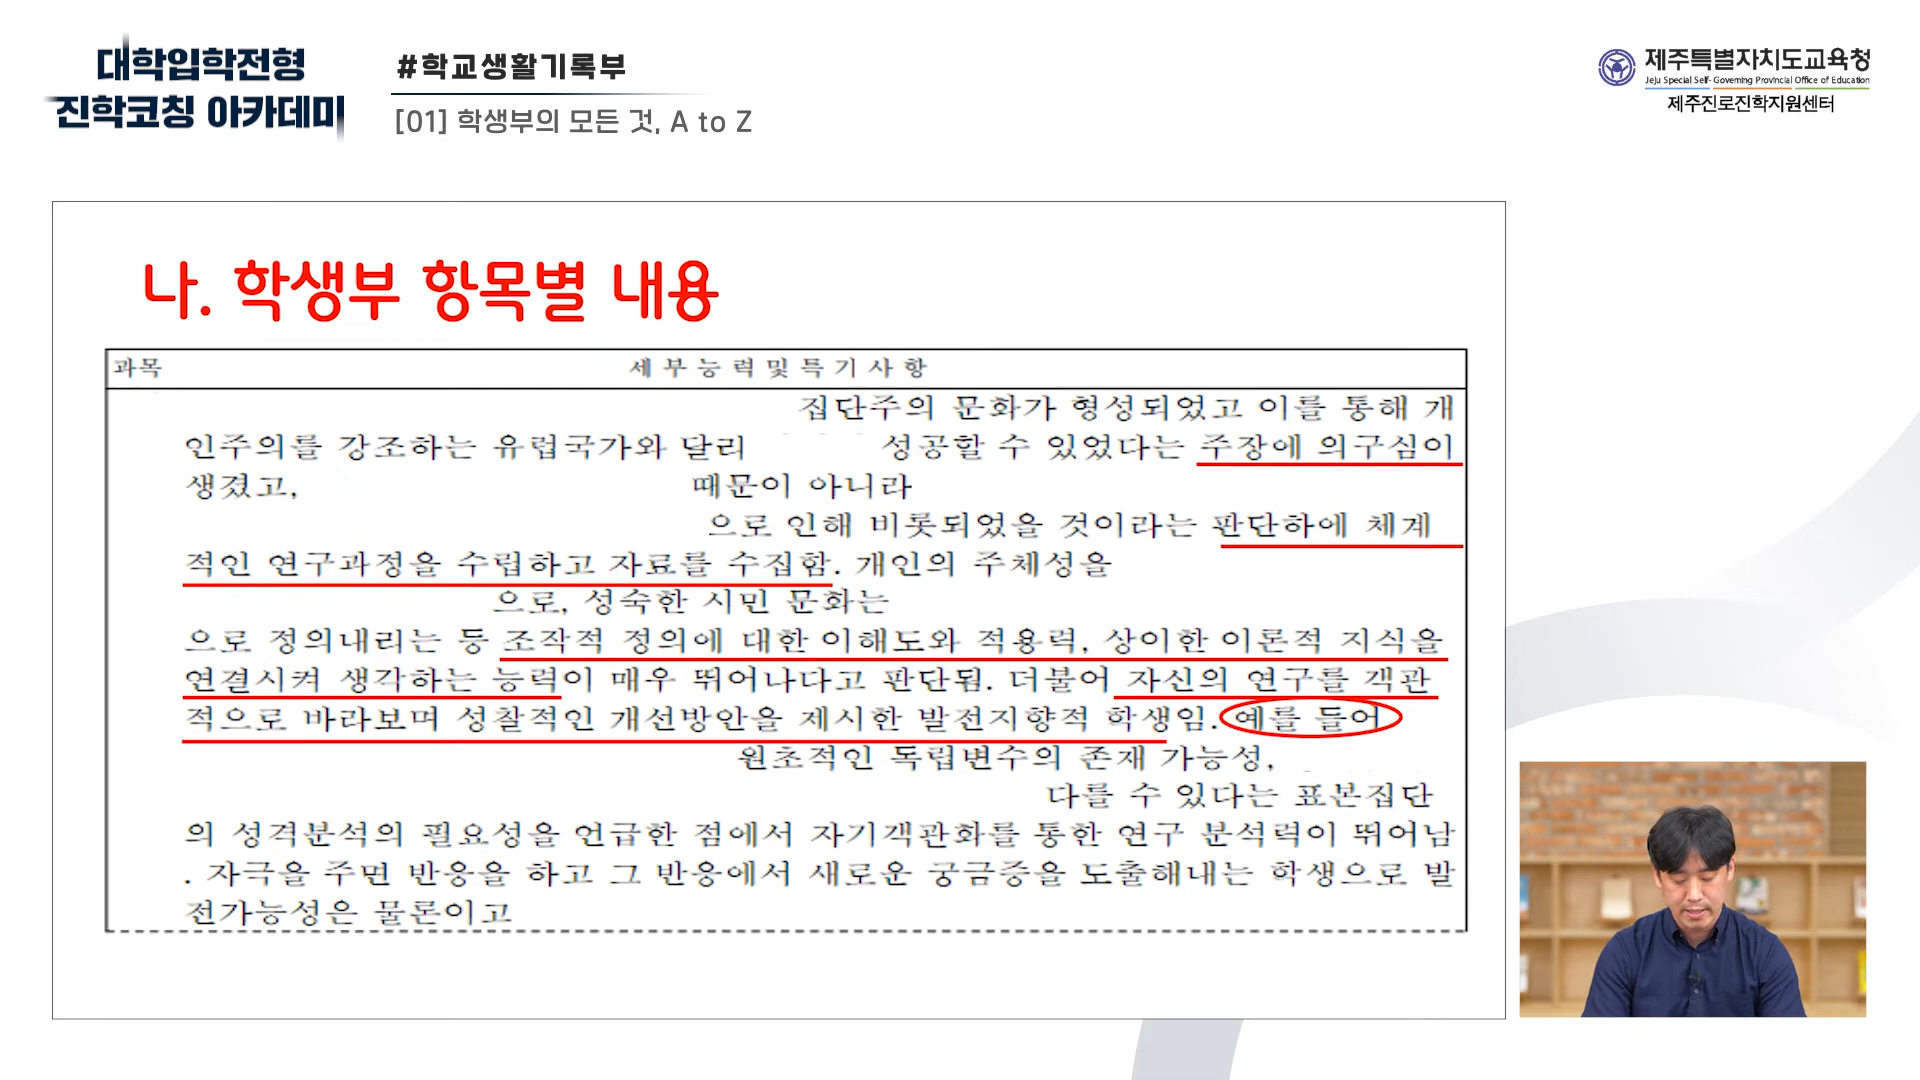 대학입학전형
진학코칭 아카데미
#학교생활기록부
[01] 학생부의 모든 것, A to Z
제주특별자치도교육청
Jeju Special Self- Governing Provincial Office of Education
제주진로진학지원센터
나. 학생부 항목별 내용
과목 세 부 능 력 및 특 기 사 항
집단주의 문화가 형성되었고 이를 통해 개
인주의를 강조하는 유럽국가와 달리 성공할 수 있었다는 주장에 의구심이
생겼고, 때문이 아니라
으로 인해 비롯되었을 것이라는 판단하에 체계
적인 연구과정을 수립하고 자료를 수집함. 개인의 주체성을
으로, 성숙한 시민 문화는
으로 정의내리는 등 조작적 정의에 대한 이해도와 적용력, 상이한 이론적 지식을
연결시켜 생각하는 능력이 매우 뛰어나다고 판단됨. 더불어 자신의 연구를 객관
적으로 바라보며 성찰적인 개선방안을 제시한 발전지향적 학생임. 예를 들어
원초적인 독립변수의 존재 가능성,
다를 수 있다는 표본집단
의 성격분석의 필요성을 언급한 점에서 자기객관화를 통한 연구 분석력이 뛰어남
. 자극을 주면 반응을 하고 그 반응에서 새로운 궁금증을 도출해내는 학생으로 발
전가능성은 물론이고